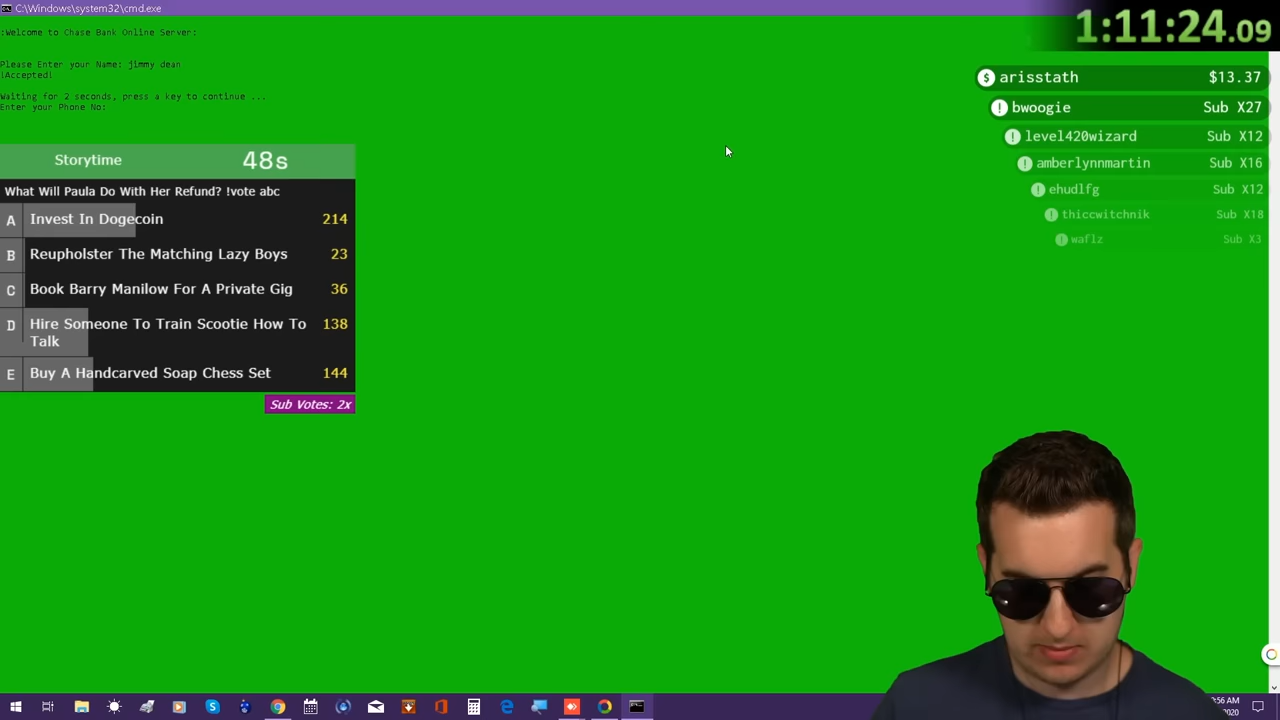 C:\Windows\system32\cmd.exe
1:11:24.09
:Welcome to Chase Bank Online Server:
Please Enter your Name: jimmy dean
|Accepted|
Waiting for 2 seconds, press a key to continue ...
Enter your Phone No:
arisstath $13.37
bwoogie Sub X27
level420wizard Sub X12
amberlynnmartin Sub X16
ehudlfg Sub X12
thiccwitchnik Sub X18
waflz Sub X3
Storytime 48s
What Will Paula Do With Her Refund? !vote abc
A Invest In Dogecoin 214
B Reupholster The Matching Lazy Boys 23
C Book Barry Manilow For A Private Gig 36
D Hire Someone To Train Scootie How To
Talk 138
E Buy A Handcarved Soap Chess Set 144
Sub Votes: 2x
:56 AM
2020